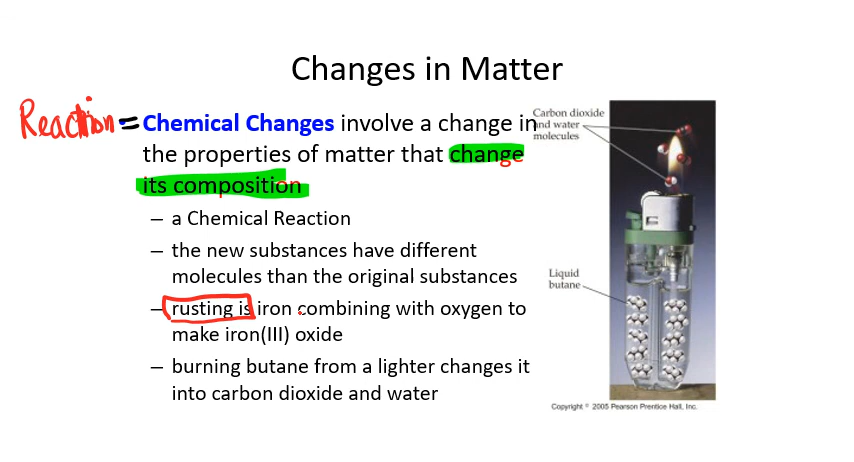 Changes in Matter
Reaction = Chemical Changes involve a change in
the properties of matter that change
its composition
– a Chemical Reaction
– the new substances have different
molecules than the original substances
– rusting is iron combining with oxygen to
make iron(III) oxide
– burning butane from a lighter changes it
into carbon dioxide and water
Carbon dioxide
and water
molecules
Liquid
butane
Copyright © 2005 Pearson Prentice Hall, Inc.